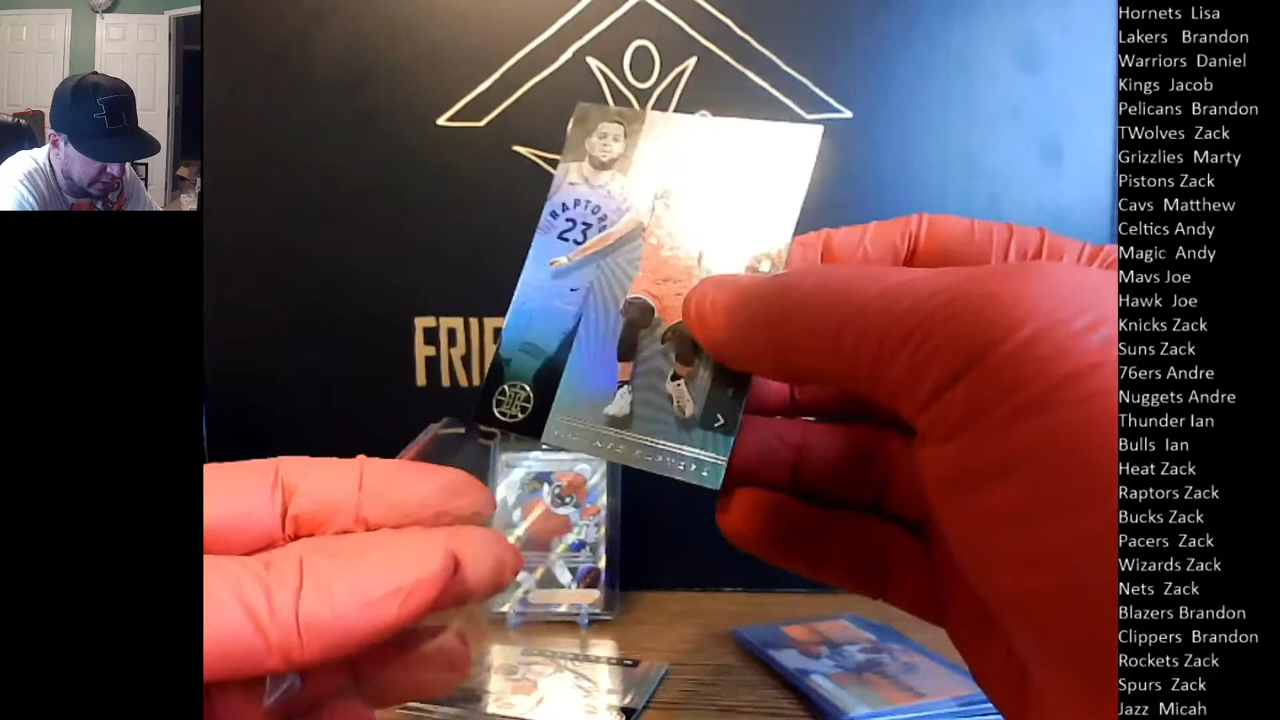 RAPTORS
23
FRIE
Hornets Lisa
Lakers Brandon
Warriors Daniel
Kings Jacob
Pelicans Brandon
TWolves Zack
Grizzlies Marty
Pistons Zack
Cavs Matthew
Celtics Andy
Magic Andy
Mavs Joe
Hawk Joe
Knicks Zack
Suns Zack
76ers Andre
Nuggets Andre
Thunder Ian
Bulls Ian
Heat Zack
Raptors Zack
Bucks Zack
Pacers Zack
Wizards Zack
Nets Zack
Blazers Brandon
Clippers Brandon
Rockets Zack
Spurs Zack
Jazz Micah